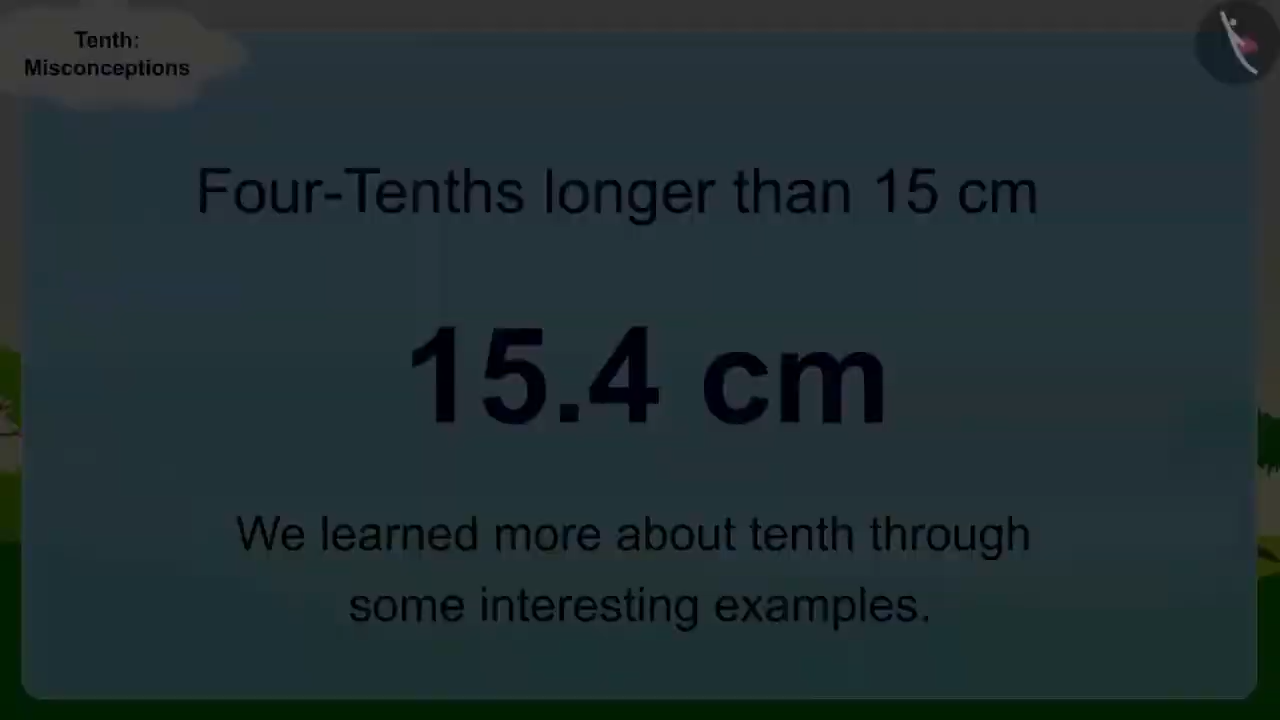 Tenth:
Misconceptions
Four-Tenths longer than 15 cm
15.4 cm
We learned more about tenth through
some interesting examples.